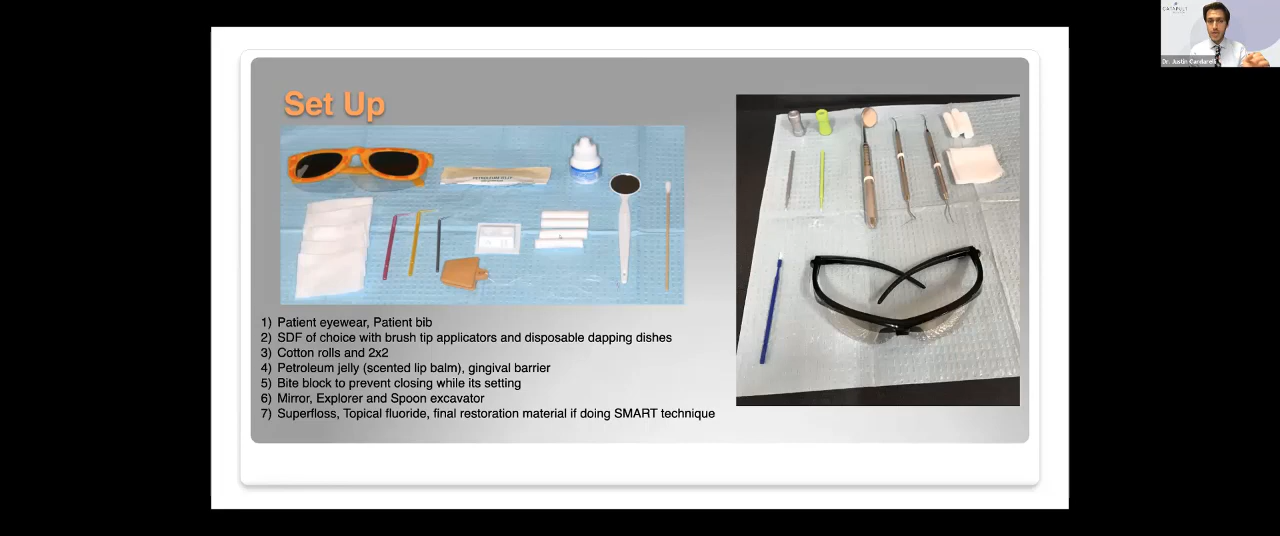 CATAPULT
Dr. Justin Cardarelli
Set Up
1) Patient eyewear, Patient bib
2) SDF of choice with brush tip applicators and disposable dapping dishes
3) Cotton rolls and 2x2
4) Petroleum jelly (scented lip balm), gingival barrier
5) Bite block to prevent closing while its setting
6) Mirror, Explorer and Spoon excavator
7) Superfloss, Topical fluoride, final restoration material if doing SMART technique